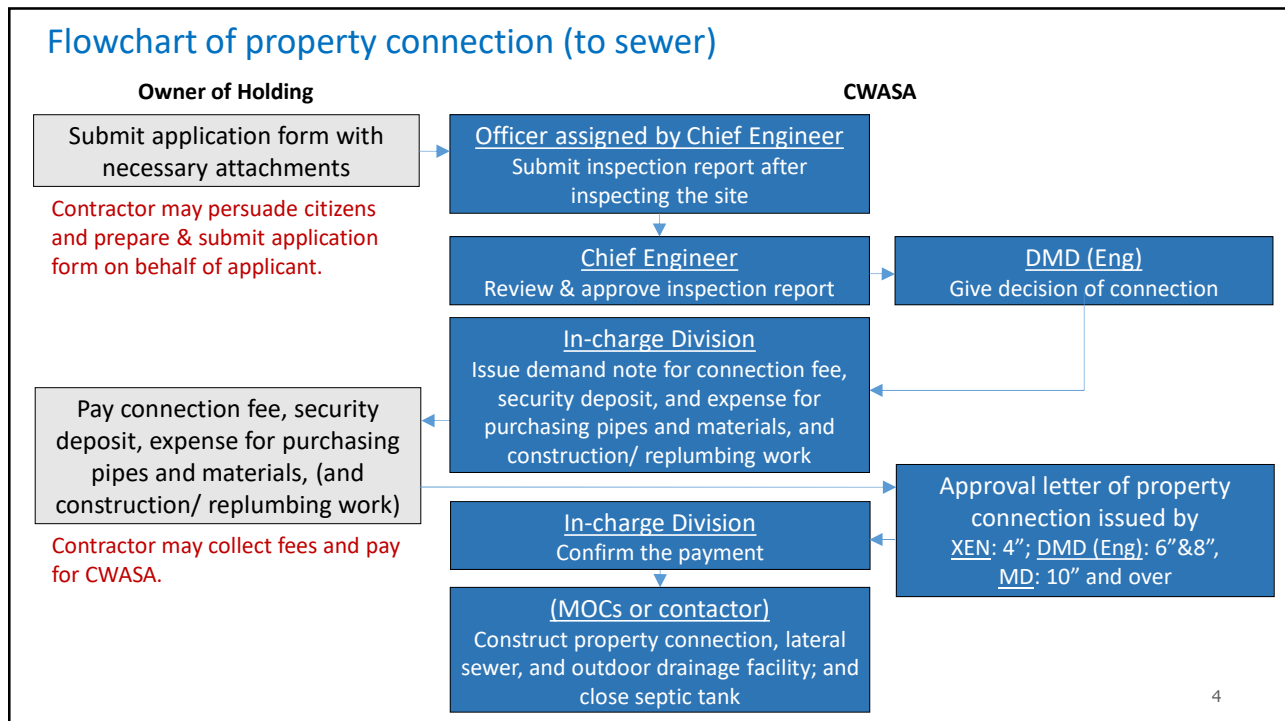 Flowchart of property connection (to sewer)
Owner of Holding
CWASA
Submit application form with
necessary attachments
Contractor may persuade citizens
and prepare & submit application
form on behalf of applicant.
Officer assigned by Chief Engineer
Submit inspection report after
inspecting the site
Chief Engineer
Review & approve inspection report
DMD (Eng)
Give decision of connection
In-charge Division
Issue demand note for connection fee,
security deposit, and expense for
purchasing pipes and materials, and
construction/ replumbing work
Pay connection fee, security
deposit, expense for purchasing
pipes and materials, (and
construction/ replumbing work)
Contractor may collect fees and pay
for CWASA.
Approval letter of property
connection issued by
XEN: 4”; DMD (Eng): 6”&8”,
MD: 10” and over
In-charge Division
Confirm the payment
(MOCs or contactor)
Construct property connection, lateral
sewer, and outdoor drainage facility; and
close septic tank
4